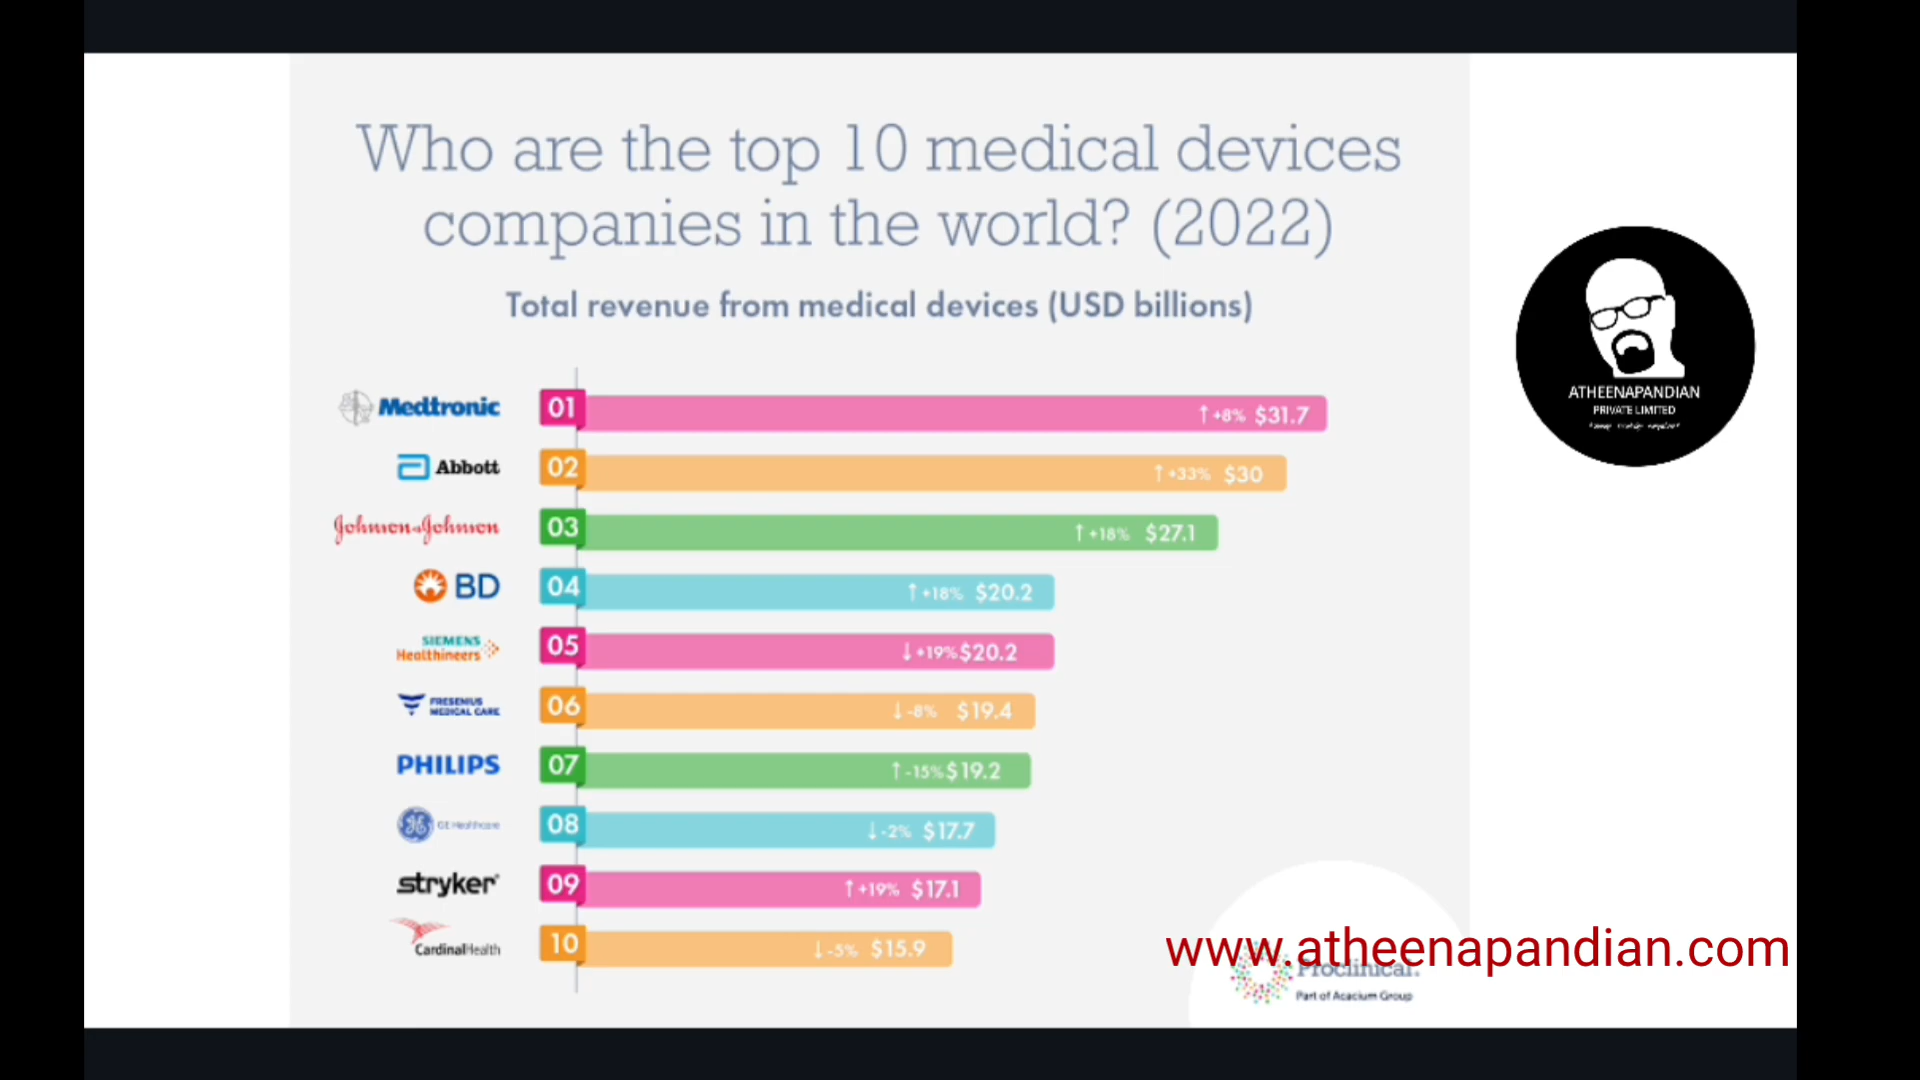 Who are the top 10 medical devices
companies in the world? (2022)
Total revenue from medical devices (USD billions)
Medtronic 01 ↑+8% $31.7
Abbott 02 ↑+33% $30
Johnson&Johnson 03 ↑+18% $27.1
BD 04 ↑+18% $20.2
SIEMENS
Healthineers 05 ↓+19% $20.2
FRESENIUS
MEDICAL CARE 06 ↓-8% $19.4
PHILIPS 07 ↑-15% $19.2
GE Healthcare 08 ↓-2% $17.7
stryker 09 ↑+19% $17.1
CardinalHealth 10 ↓-5% $15.9
ATHEENAPANDIAN
PRIVATE LIMITED
www.atheenapandian.com
Proclinical.
Part of Acacium Group